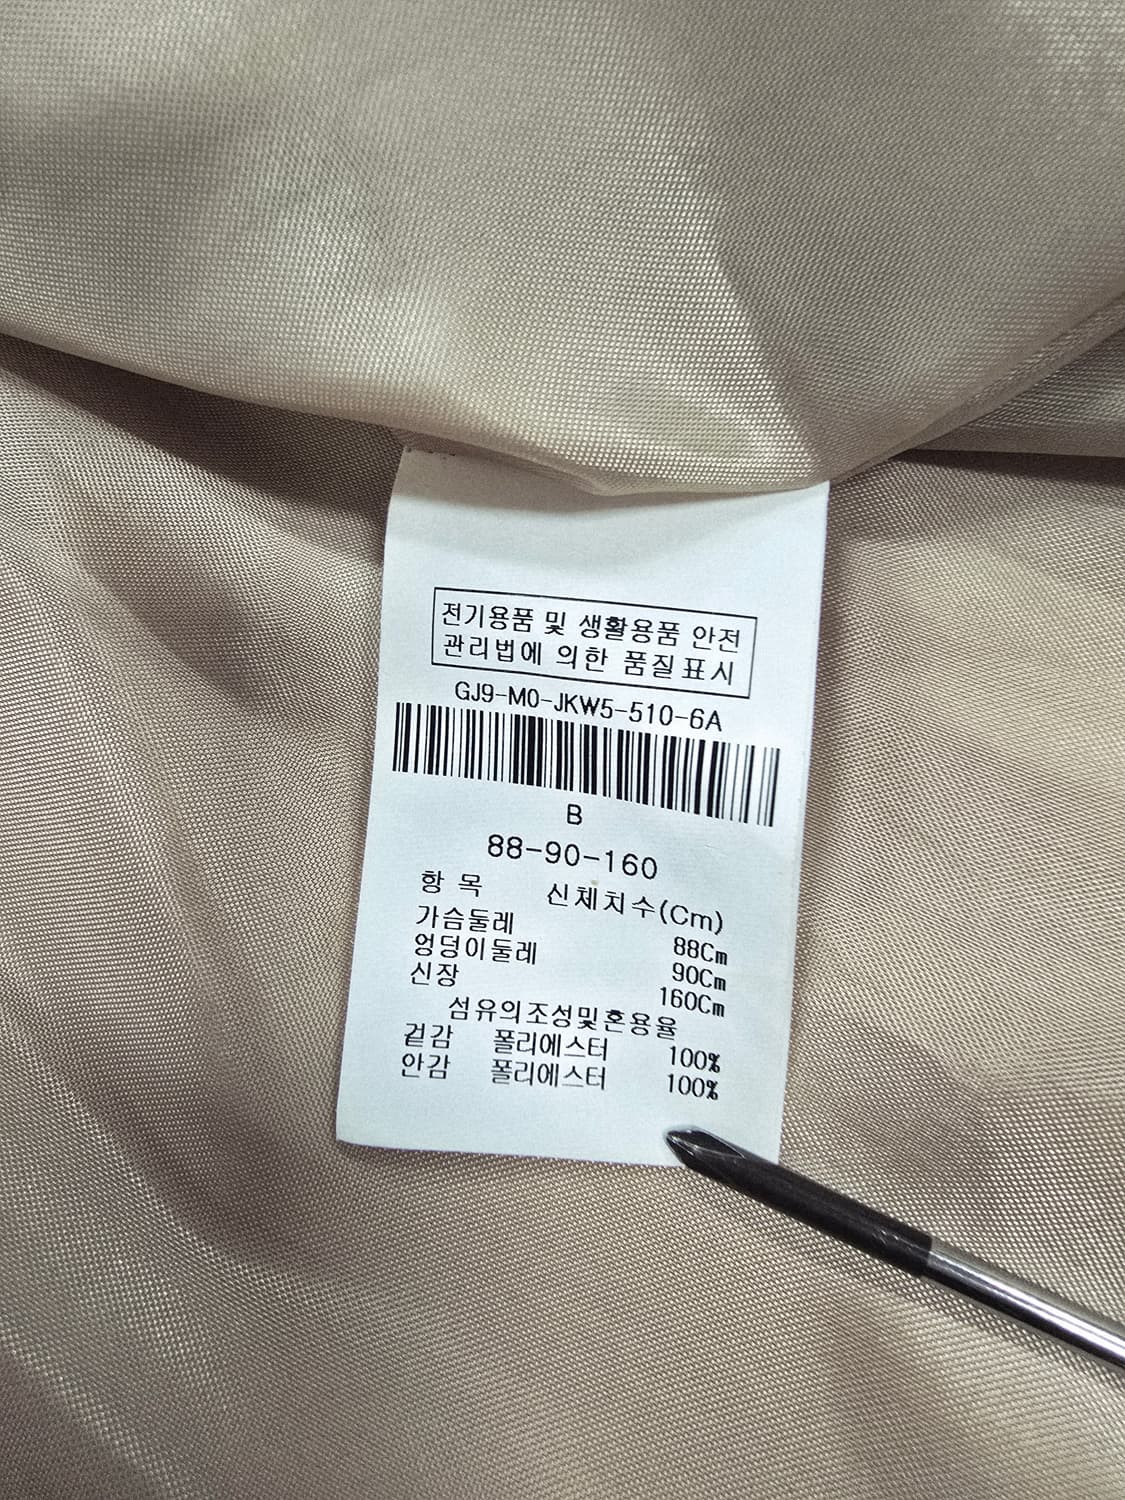 전기용품 및 생활용품 안전
관리법에 의한 품질표시
GJ9-M0-JKW5-510-6A
B
88-90-160
항 목 신체치수(Cm)
가슴둘레 88Cm
엉덩이둘레 90Cm
신장 160Cm
섬유의조성및혼용율
겉감 폴리에스터 100%
안감 폴리에스터 100%